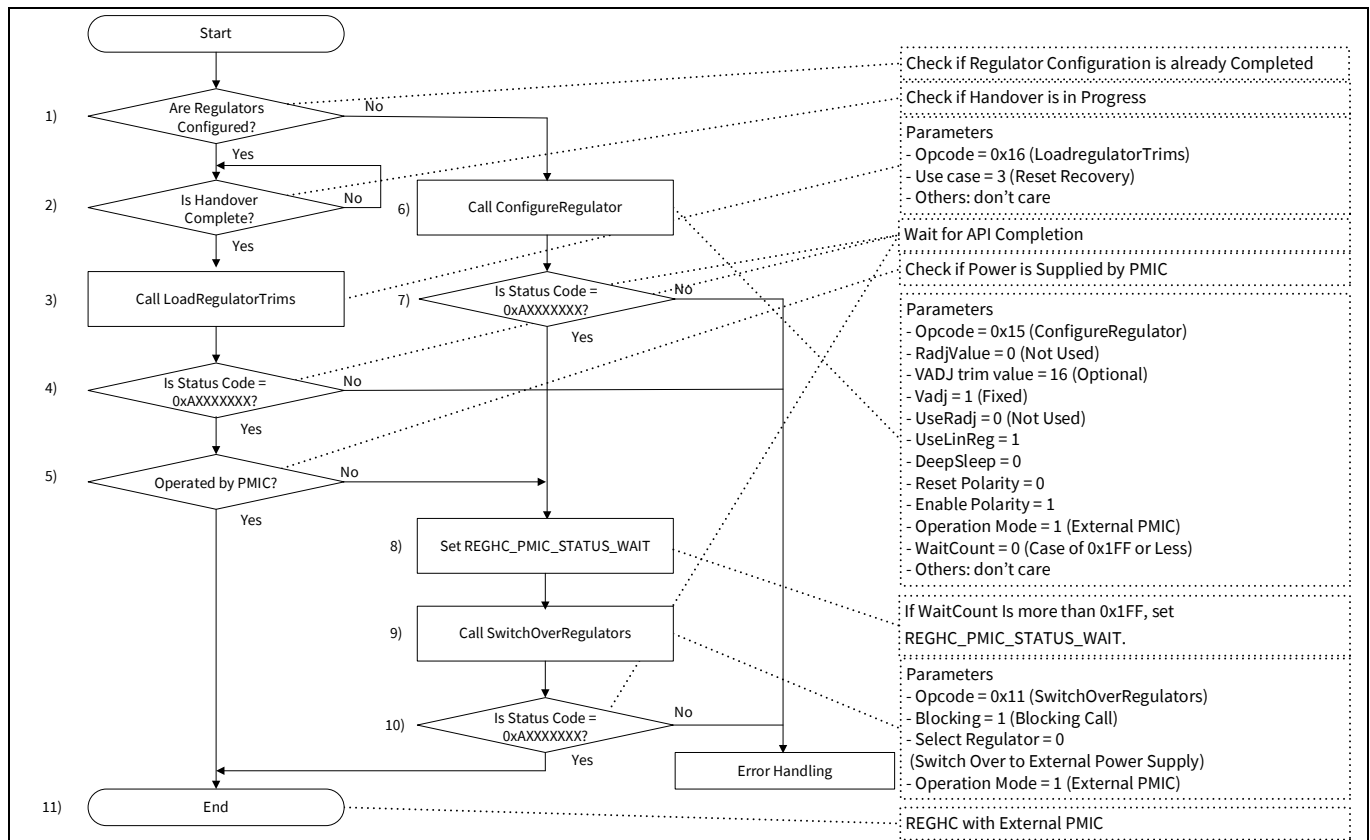 Start
1)
Are Regulators
Configured?
No
Yes
2)
Is Handover
Complete?
No
Yes
3)
Call LoadRegulatorTrims
4)
Is Status Code =
0xAXXXXXXX?
No
Yes
5)
Operated by PMIC?
No
Yes
6)
Call ConfigureRegulator
7)
Is Status Code =
0xAXXXXXXX?
No
Yes
8)
Set REGHC_PMIC_STATUS_WAIT
9)
Call SwitchOverRegulators
10)
Is Status Code =
0xAXXXXXXX?
No
Yes
Error Handling
11)
End
Check if Regulator Configuration is already Completed
Check if Handover is in Progress
Parameters
- Opcode = 0x16 (LoadregulatorTrims)
- Use case = 3 (Reset Recovery)
- Others: don’t care
Wait for API Completion
Check if Power is Supplied by PMIC
Parameters
- Opcode = 0x15 (ConfigureRegulator)
- RadjValue = 0 (Not Used)
- VADJ trim value = 16 (Optional)
- Vadj = 1 (Fixed)
- UseRadj = 0 (Not Used)
- UseLinReg = 1
- DeepSleep = 0
- Reset Polarity = 0
- Enable Polarity = 1
- Operation Mode = 1 (External PMIC)
- WaitCount = 0 (Case of 0x1FF or Less)
- Others: don’t care
If WaitCount Is more than 0x1FF, set
REGHC_PMIC_STATUS_WAIT.
Parameters
- Opcode = 0x11 (SwitchOverRegulators)
- Blocking = 1 (Blocking Call)
- Select Regulator = 0
(Switch Over to External Power Supply)
- Operation Mode = 1 (External PMIC)
REGHC with External PMIC